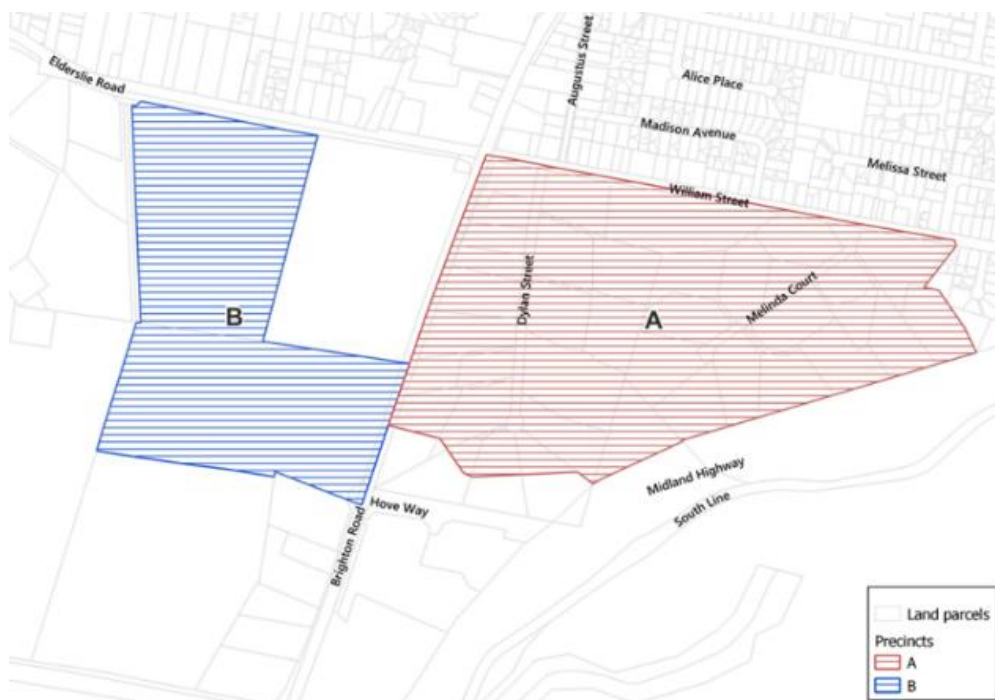 Elderslie Road
Augustus Street
Alice Place
Madison Avenue
Melissa Street
William Street
Dylan Street
Melinda Court
B
A
Midland Highway
South Line
Hove Way
Brighton Road
Land parcels
Precincts
A
B